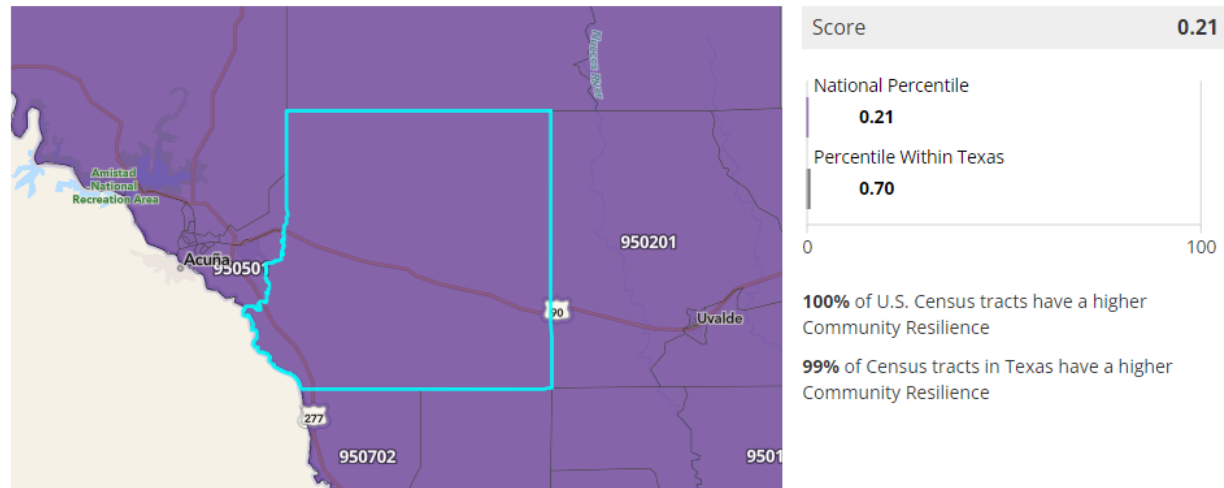 Nueces River
Amistad
National
Recreation Area
Acuña
950501
950201
90
Uvalde
277
950702
9501
Score 0.21
National Percentile
0.21
Percentile Within Texas
0.70
0 100
100% of U.S. Census tracts have a higher
Community Resilience
99% of Census tracts in Texas have a higher
Community Resilience